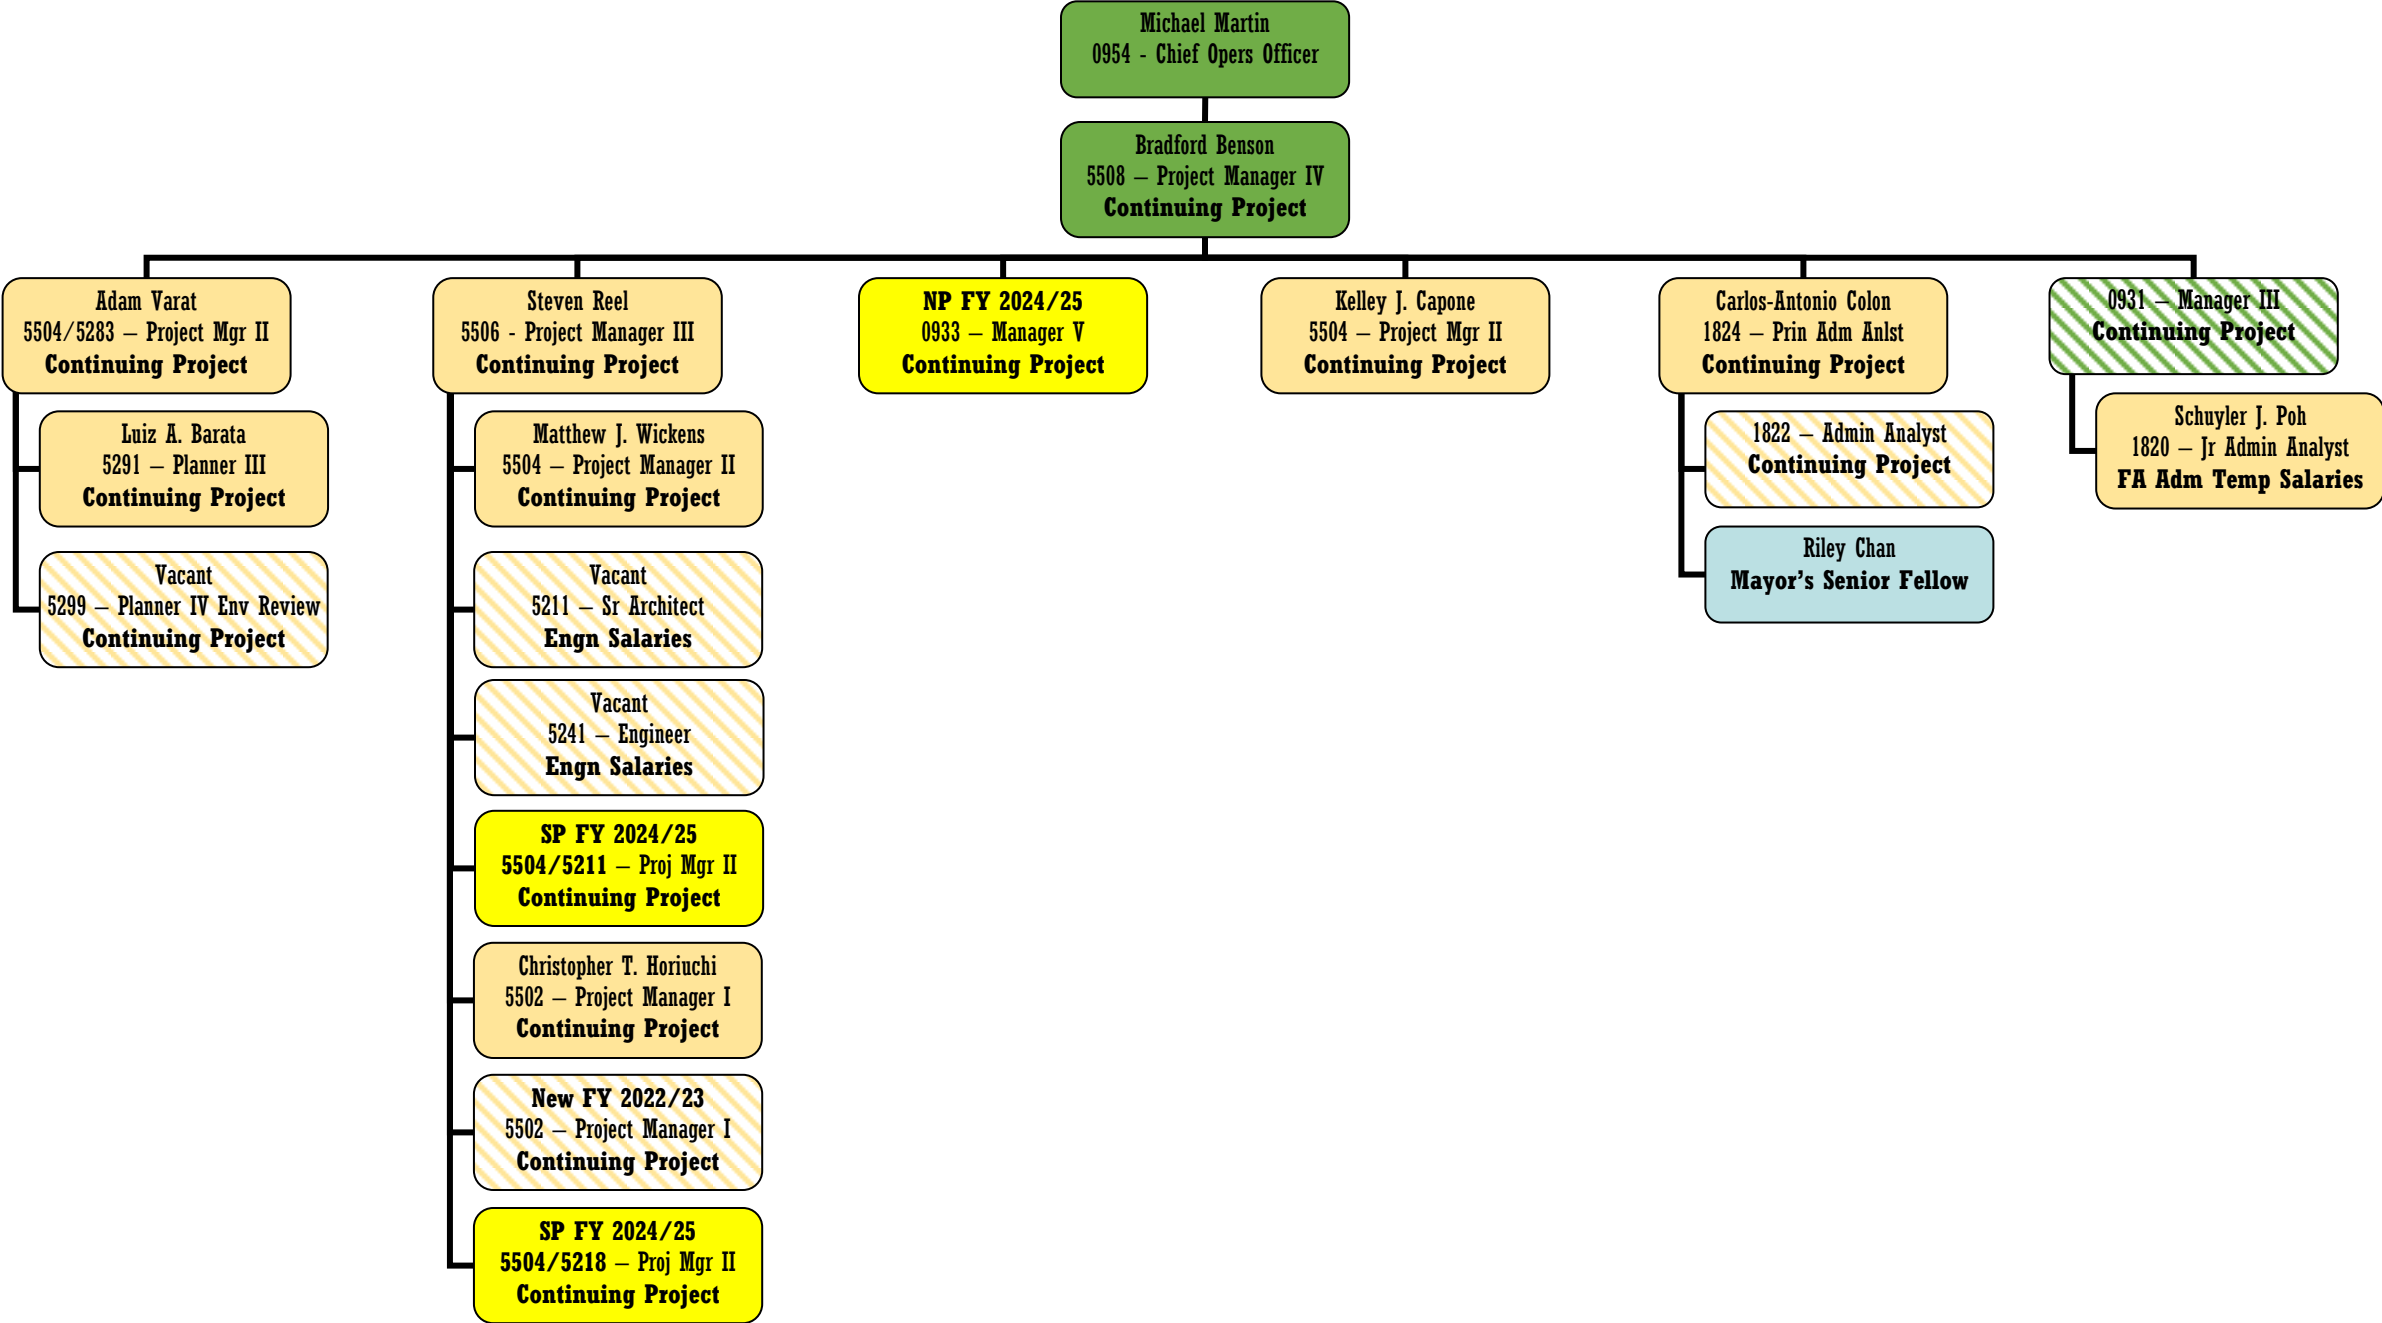 Michael Martin
0954 - Chief Opers Officer
Bradford Benson
5508 – Project Manager IV
Continuing Project
Adam Varat
5504/5283 – Project Mgr II
Continuing Project
Luiz A. Barata
5291 – Planner III
Continuing Project
Vacant
5299 – Planner IV Env Review
Continuing Project
Steven Reel
5506 - Project Manager III
Continuing Project
Matthew J. Wickens
5504 – Project Manager II
Continuing Project
Vacant
5211 – Sr Architect
Engn Salaries
Vacant
5241 – Engineer
Engn Salaries
SP FY 2024/25
5504/5211 – Proj Mgr II
Continuing Project
Christopher T. Horiuchi
5502 – Project Manager I
Continuing Project
New FY 2022/23
5502 – Project Manager I
Continuing Project
SP FY 2024/25
5504/5218 – Proj Mgr II
Continuing Project
NP FY 2024/25
0933 – Manager V
Continuing Project
Kelley J. Capone
5504 – Project Mgr II
Continuing Project
Carlos-Antonio Colon
1824 – Prin Adm Anlst
Continuing Project
1822 – Admin Analyst
Continuing Project
Riley Chan
Mayor’s Senior Fellow
0931 – Manager III
Continuing Project
Schuyler J. Poh
1820 – Jr Admin Analyst
FA Adm Temp Salaries